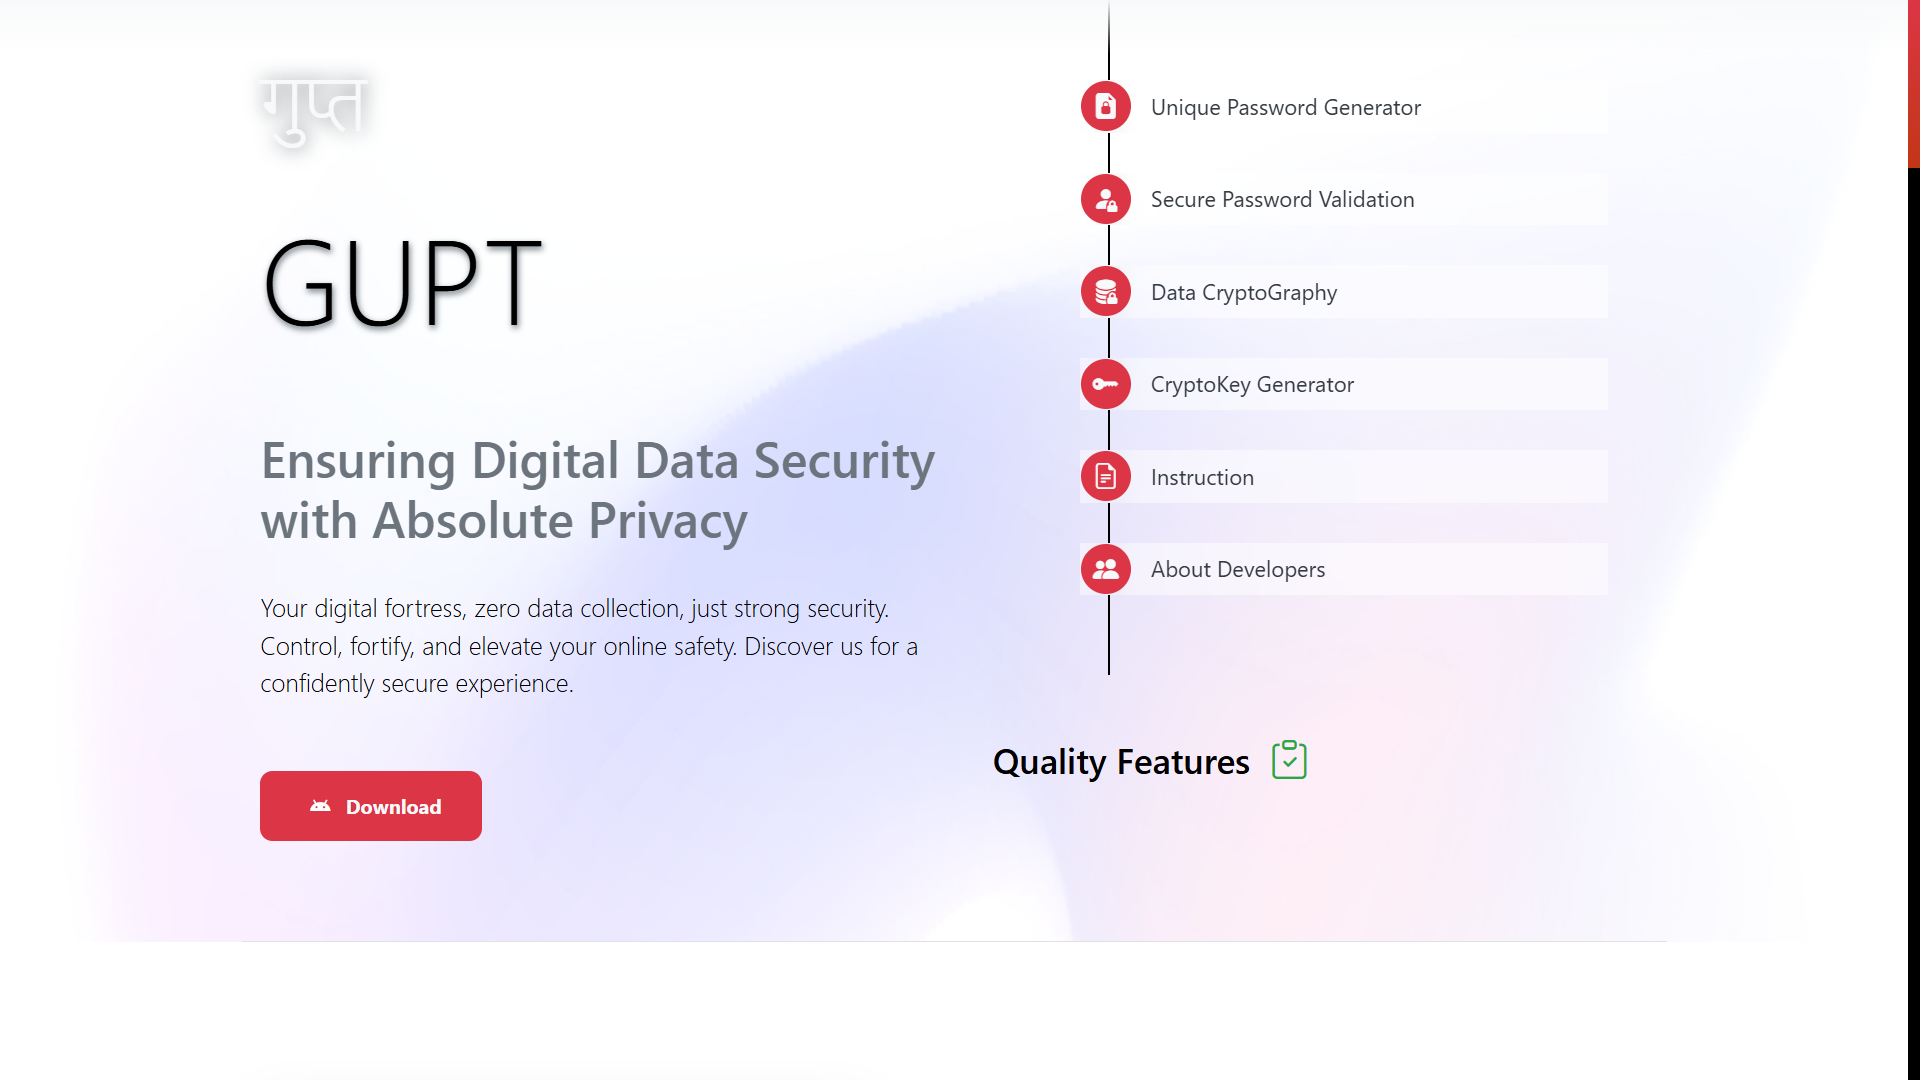 गुप्त
GUPT
Ensuring Digital Data Security
with Absolute Privacy
Your digital fortress, zero data collection, just strong security.
Control, fortify, and elevate your online safety. Discover us for a
confidently secure experience.
Download
Unique Password Generator
Secure Password Validation
Data CryptoGraphy
CryptoKey Generator
Instruction
About Developers
Quality Features